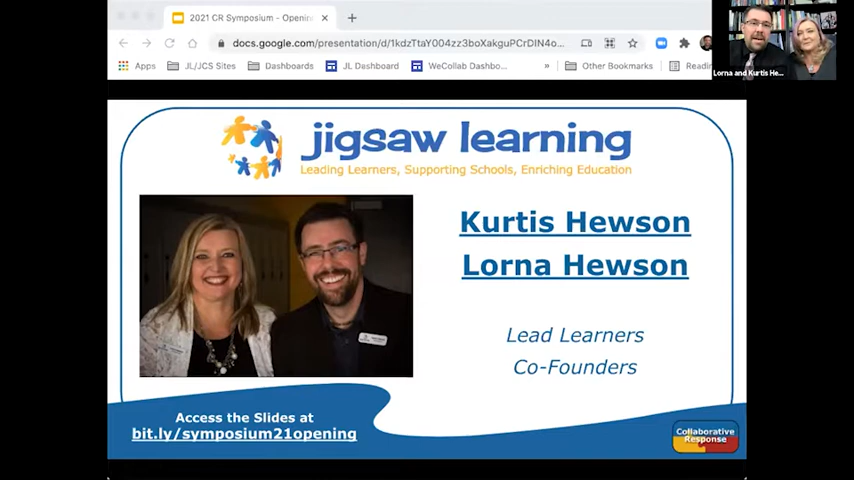 2021 CR Symposium - Openin
docs.google.com/presentation/d/1kdzTtaY004zz3boXakguPCrDIN4o...
Apps JL/JCS Sites Dashboards JL Dashboard WeCollab Dashbo... » Other Bookmarks Readin
Lorna and Kurtis He...
jigsaw learning
Leading Learners, Supporting Schools, Enriching Education
Kurtis Hewson
Lorna Hewson
Lead Learners
Co-Founders
Access the Slides at
bit.ly/symposium21opening
Collaborative
Response